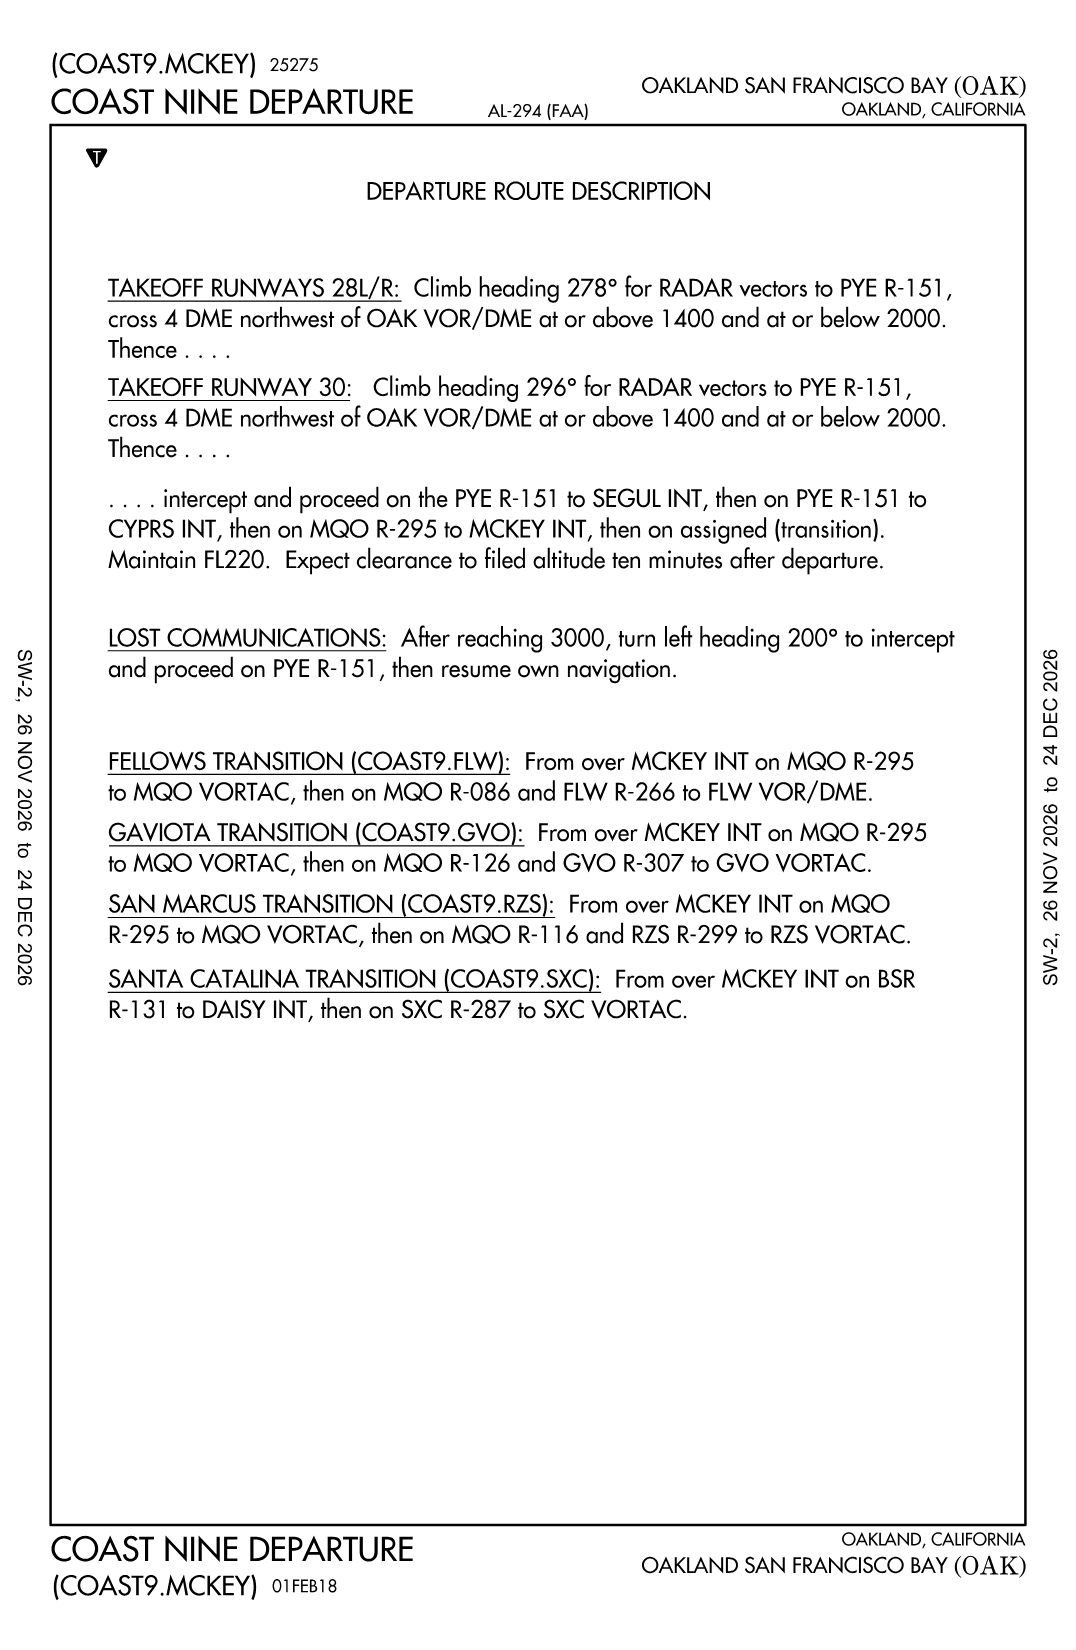 (COAST9.MCKEY) 25275
COAST NINE DEPARTURE
AL-294 (FAA)
OAKLAND SAN FRANCISCO BAY (OAK)
OAKLAND, CALIFORNIA
T
DEPARTURE ROUTE DESCRIPTION
TAKEOFF RUNWAYS 28L/R: Climb heading 278° for RADAR vectors to PYE R-151,
cross 4 DME northwest of OAK VOR/DME at or above 1400 and at or below 2000.
Thence . . . .
TAKEOFF RUNWAY 30: Climb heading 296° for RADAR vectors to PYE R-151,
cross 4 DME northwest of OAK VOR/DME at or above 1400 and at or below 2000.
Thence . . . .
. . . . intercept and proceed on the PYE R-151 to SEGUL INT, then on PYE R-151 to
CYPRS INT, then on MQO R-295 to MCKEY INT, then on assigned (transition).
Maintain FL220. Expect clearance to filed altitude ten minutes after departure.
LOST COMMUNICATIONS: After reaching 3000, turn left heading 200° to intercept
and proceed on PYE R-151, then resume own navigation.
FELLOWS TRANSITION (COAST9.FLW): From over MCKEY INT on MQO R-295
to MQO VORTAC, then on MQO R-086 and FLW R-266 to FLW VOR/DME.
GAVIOTA TRANSITION (COAST9.GVO): From over MCKEY INT on MQO R-295
to MQO VORTAC, then on MQO R-126 and GVO R-307 to GVO VORTAC.
SAN MARCUS TRANSITION (COAST9.RZS): From over MCKEY INT on MQO
R-295 to MQO VORTAC, then on MQO R-116 and RZS R-299 to RZS VORTAC.
SANTA CATALINA TRANSITION (COAST9.SXC): From over MCKEY INT on BSR
R-131 to DAISY INT, then on SXC R-287 to SXC VORTAC.
SW-2, 26 NOV 2026 to 24 DEC 2026
SW-2, 26 NOV 2026 to 24 DEC 2026
COAST NINE DEPARTURE
(COAST9.MCKEY) 01FEB18
OAKLAND, CALIFORNIA
OAKLAND SAN FRANCISCO BAY (OAK)